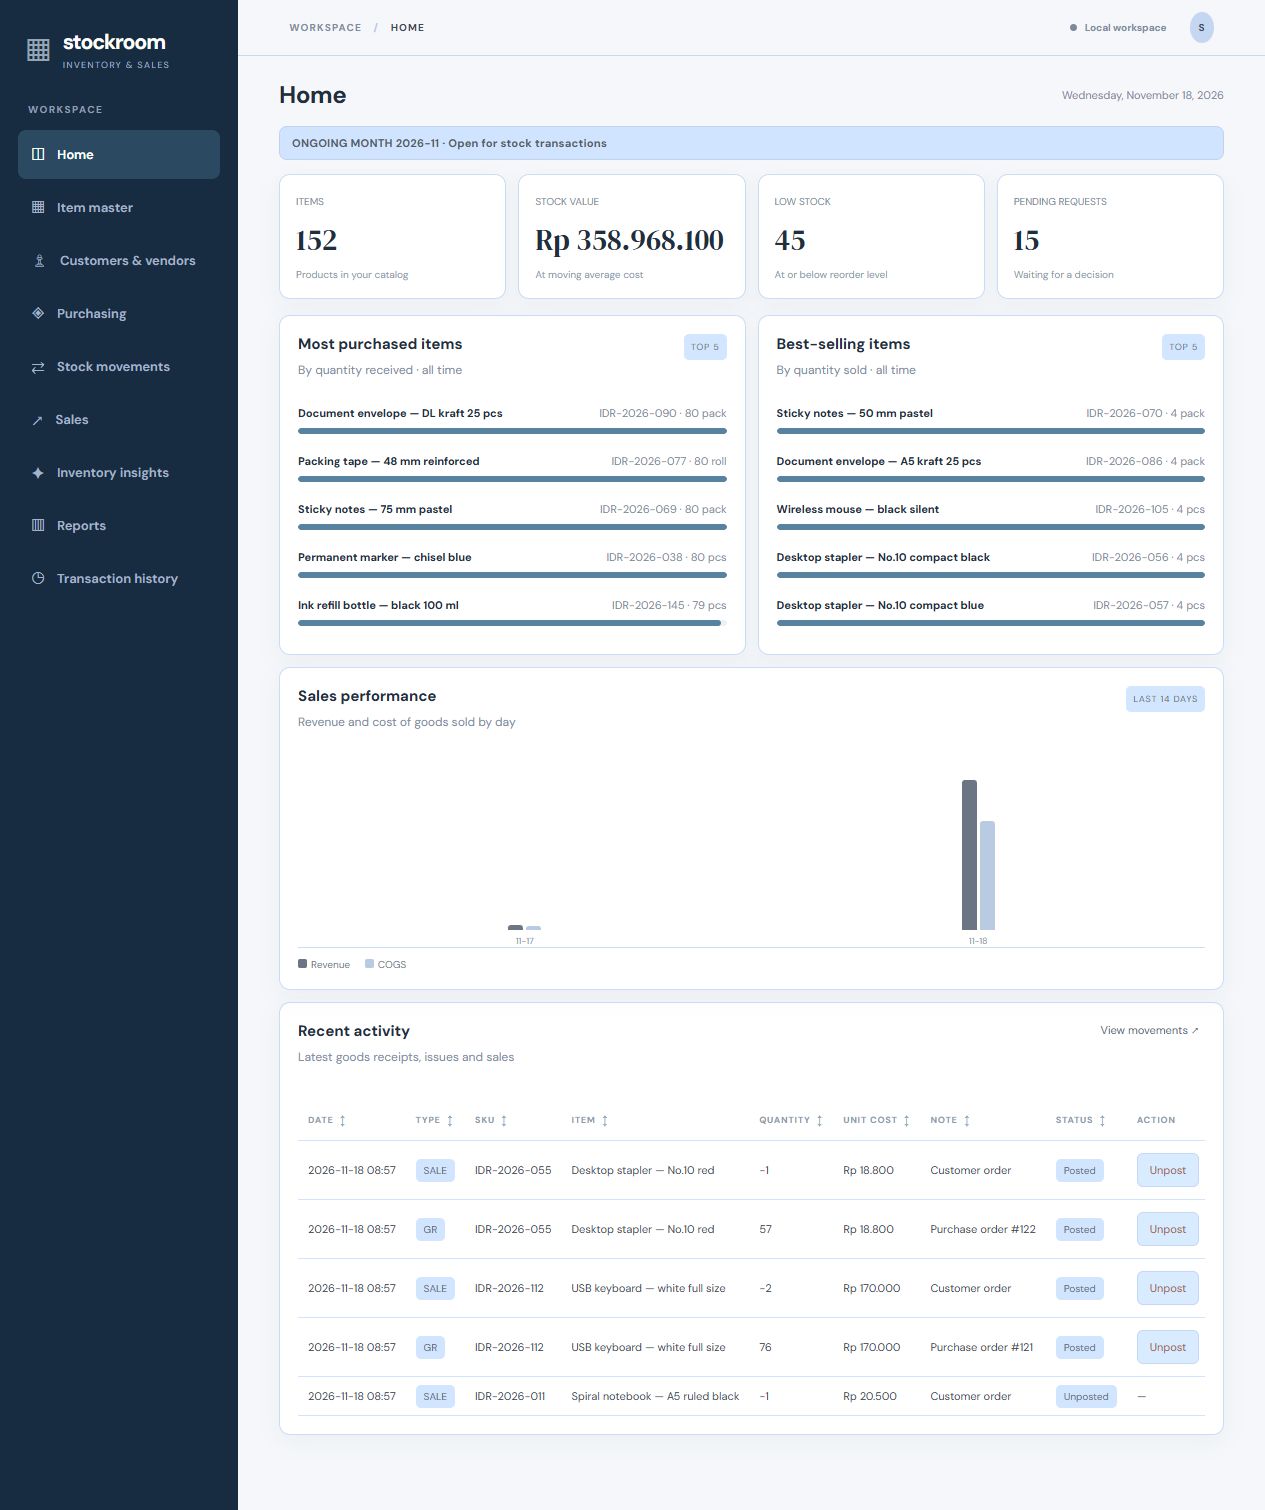 stockroom
INVENTORY & SALES
WORKSPACE
Home
Item master
Customers & vendors
Purchasing
Stock movements
Sales
Inventory insights
Reports
Transaction history
WORKSPACE / HOME
Local workspace
S
Home
Wednesday, November 18, 2026
ONGOING MONTH 2026-11 · Open for stock transactions
ITEMS
152
Products in your catalog
STOCK VALUE
Rp 358.968.100
At moving average cost
LOW STOCK
45
At or below reorder level
PENDING REQUESTS
15
Waiting for a decision
Most purchased items
TOP 5
By quantity received · all time
Document envelope — DL kraft 25 pcs IDR-2026-090 · 80 pack
Packing tape — 48 mm reinforced IDR-2026-077 · 80 roll
Sticky notes — 75 mm pastel IDR-2026-069 · 80 pack
Permanent marker — chisel blue IDR-2026-038 · 80 pcs
Ink refill bottle — black 100 ml IDR-2026-145 · 79 pcs
Best-selling items
TOP 5
By quantity sold · all time
Sticky notes — 50 mm pastel IDR-2026-070 · 4 pack
Document envelope — A5 kraft 25 pcs IDR-2026-086 · 4 pack
Wireless mouse — black silent IDR-2026-105 · 4 pcs
Desktop stapler — No.10 compact black IDR-2026-056 · 4 pcs
Desktop stapler — No.10 compact blue IDR-2026-057 · 4 pcs
Sales performance
LAST 14 DAYS
Revenue and cost of goods sold by day
11-17 11-18
Revenue COGS
Recent activity
View movements ↗
Latest goods receipts, issues and sales
DATE ↕ TYPE ↕ SKU ↕ ITEM ↕ QUANTITY ↕ UNIT COST ↕ NOTE ↕ STATUS ↕ ACTION
2026-11-18 08:57 SALE IDR-2026-055 Desktop stapler — No.10 red -1 Rp 18.800 Customer order Posted Unpost
2026-11-18 08:57 GR IDR-2026-055 Desktop stapler — No.10 red 57 Rp 18.800 Purchase order #122 Posted Unpost
2026-11-18 08:57 SALE IDR-2026-112 USB keyboard — white full size -2 Rp 170.000 Customer order Posted Unpost
2026-11-18 08:57 GR IDR-2026-112 USB keyboard — white full size 76 Rp 170.000 Purchase order #121 Posted Unpost
2026-11-18 08:57 SALE IDR-2026-011 Spiral notebook — A5 ruled black -1 Rp 20.500 Customer order Unposted —